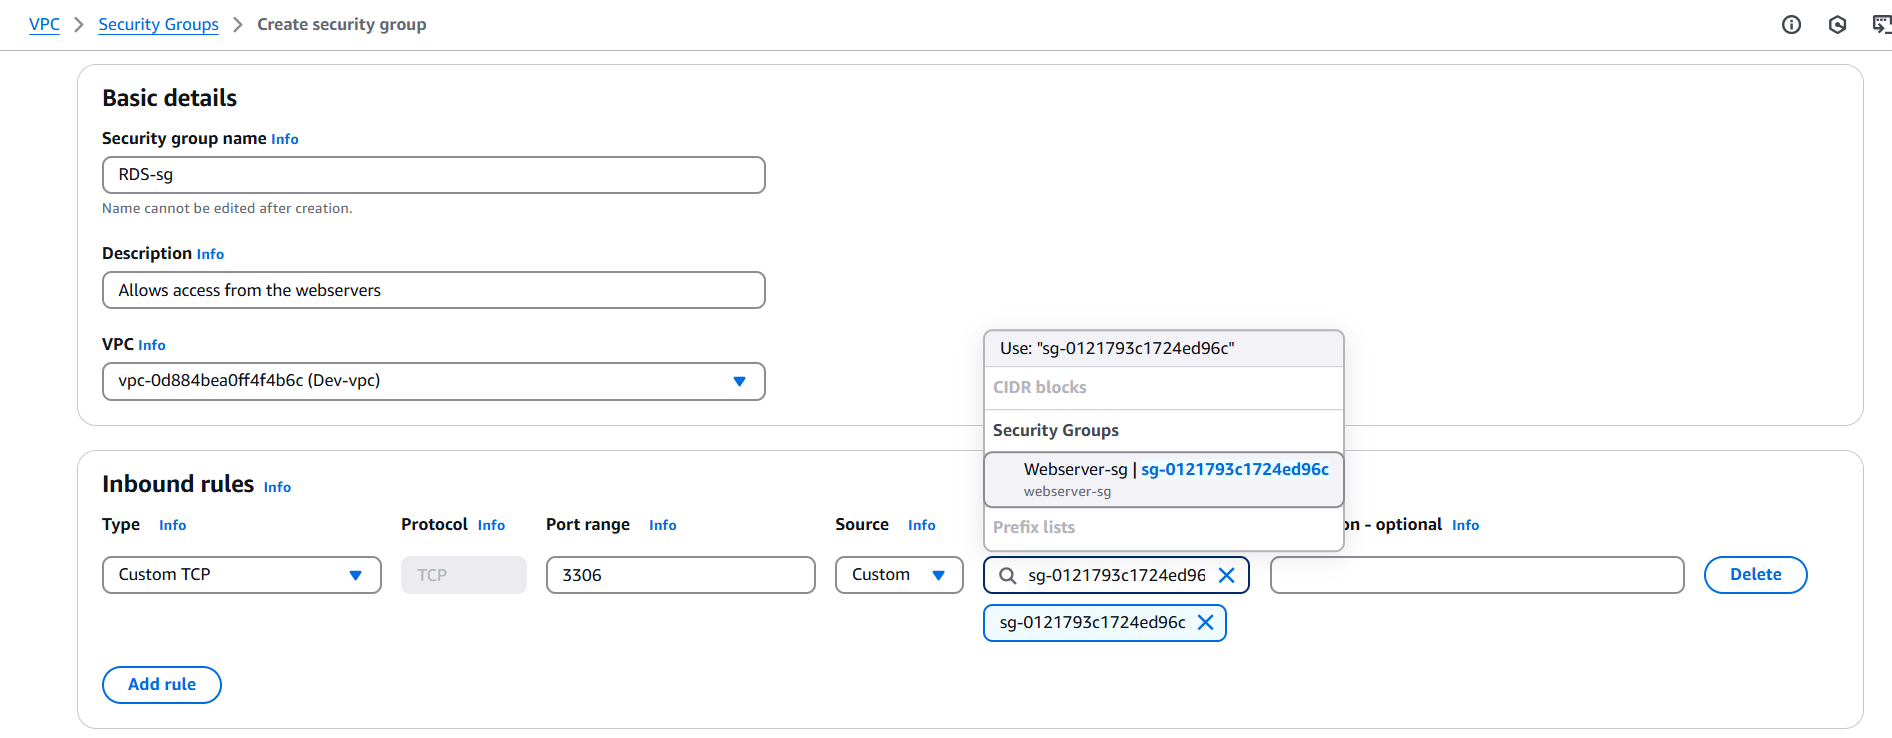 VPC > Security Groups > Create security group
Basic details
Security group name Info
RDS-sg
Name cannot be edited after creation.
Description Info
Allows access from the webservers
VPC Info
vpc-0d884bea0ff4f4b6c (Dev-vpc)
Use: "sg-0121793c1724ed96c"
CIDR blocks
Security Groups
Webserver-sg | sg-0121793c1724ed96c
webserver-sg
Prefix lists
Inbound rules Info
Type Info Protocol Info Port range Info Source Info on - optional Info
Custom TCP TCP 3306 Custom sg-0121793c1724ed96 Delete
sg-0121793c1724ed96c
Add rule